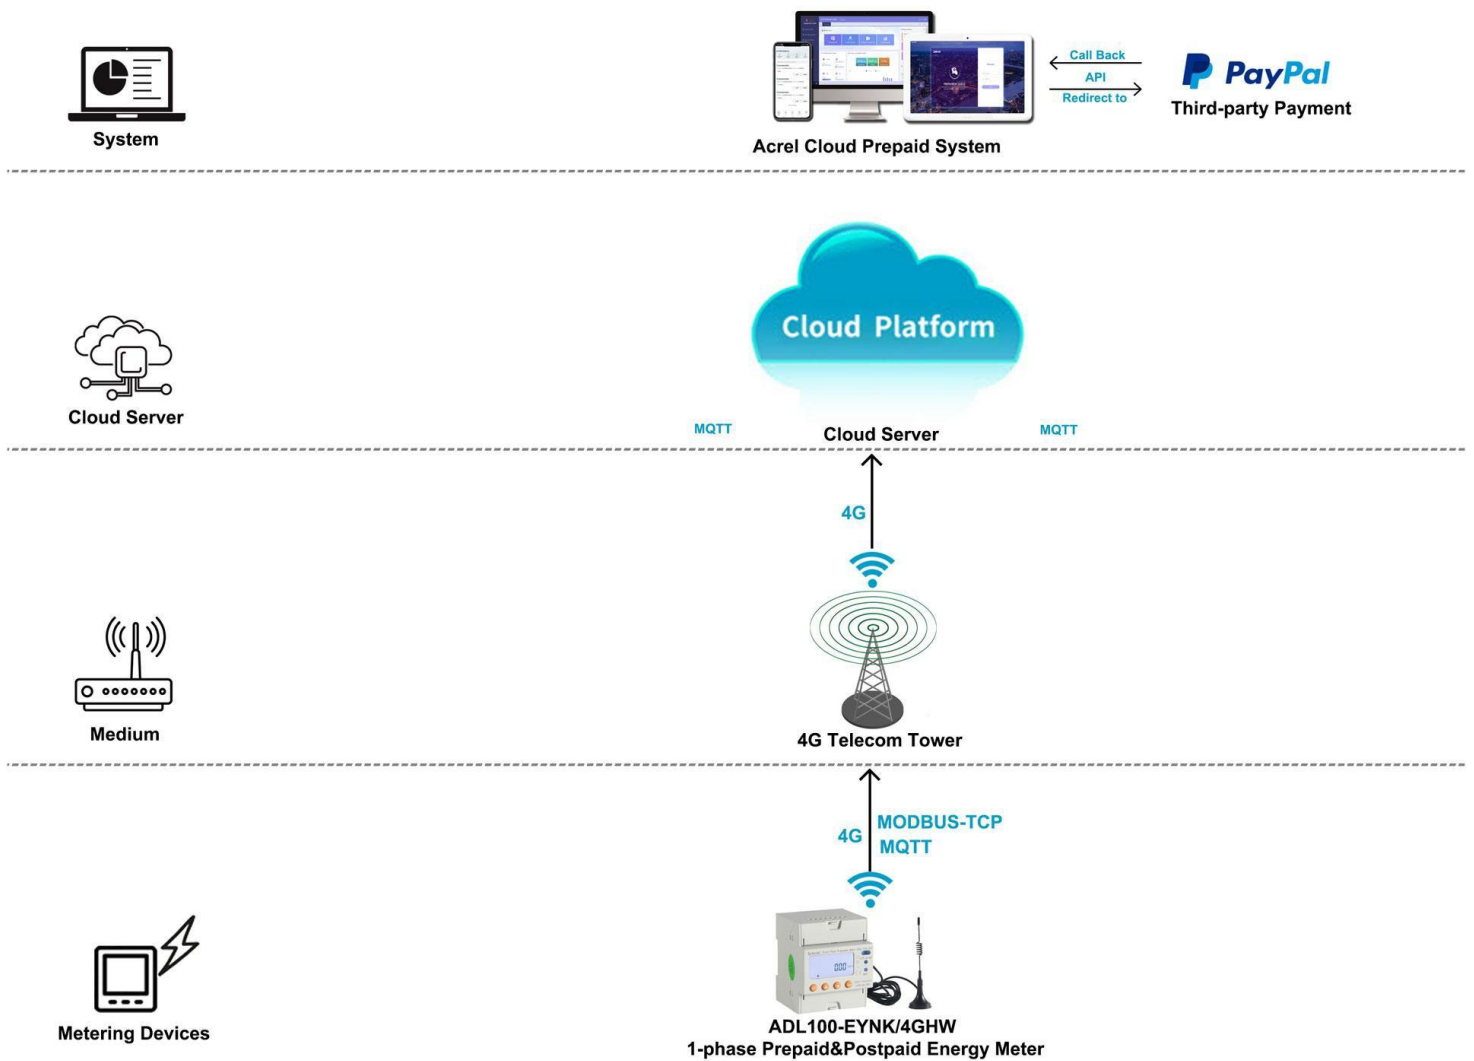 Call Back
API
Redirect to
PayPal
Third-party Payment
System
Acrel Cloud Prepaid System
Cloud Platform
Cloud Server
MQTT
Cloud Server
MQTT
4G
Medium
4G Telecom Tower
4G
MODBUS-TCP
MQTT
000
Metering Devices
ADL100-EYNK/4GHW
1-phase Prepaid&Postpaid Energy Meter